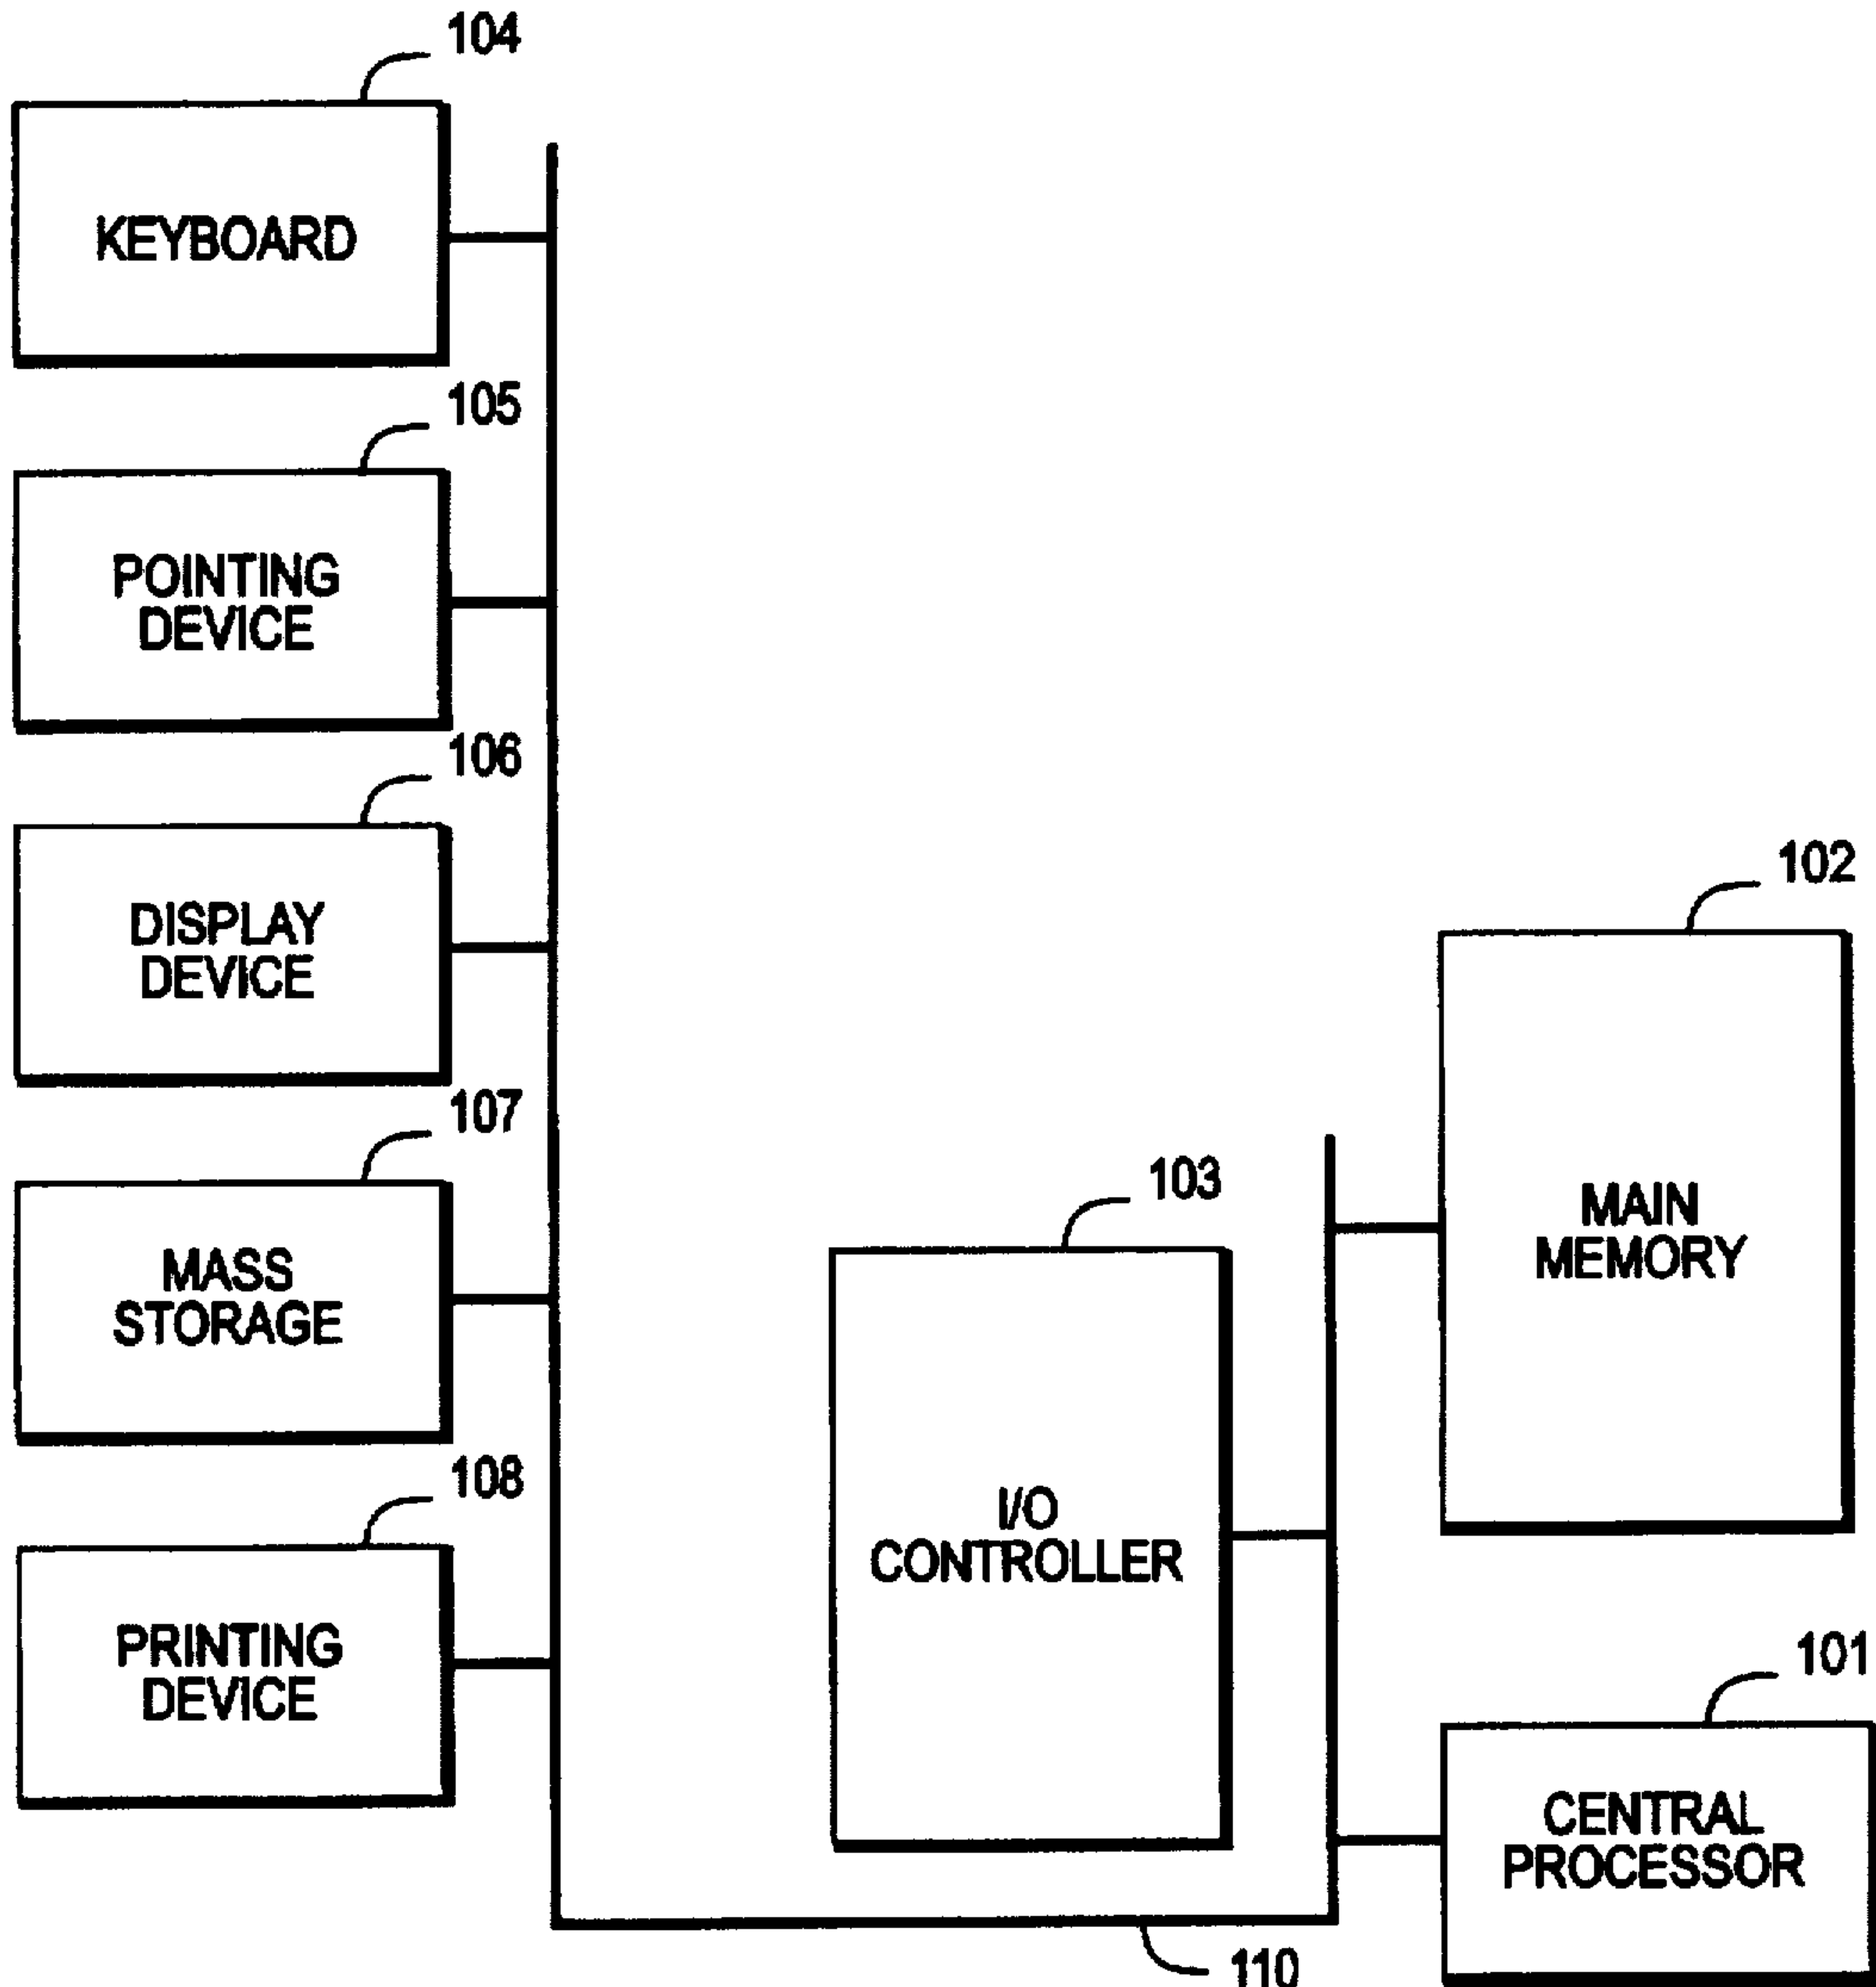 104
KEYBOARD
105
POINTING
DEVICE
106
DISPLAY
DEVICE
107
MASS
STORAGE
108
PRINTING
DEVICE
103
I/O
CONTROLLER
102
MAIN
MEMORY
101
CENTRAL
PROCESSOR
110